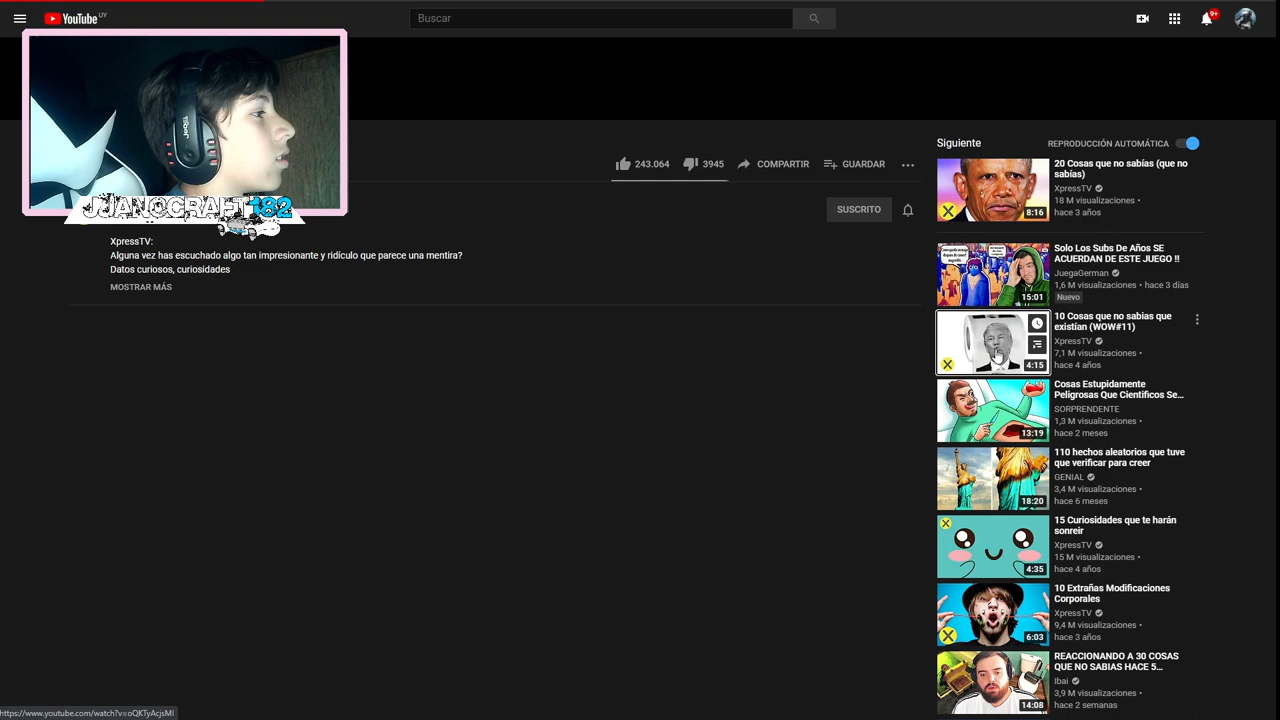 YouTube UY
Buscar
9+
Tibar
JJANOCRAFT182
243.064
3945
COMPARTIR
GUARDAR
SUSCRITO
XpressTV:
Alguna vez has escuchado algo tan impresionante y ridículo que parece una mentira?
Datos curiosos, curiosidades
MOSTRAR MÁS
Siguiente
REPRODUCCIÓN AUTOMÁTICA
8:16
20 Cosas que no sabías (que no
sabías)
XpressTV
18 M visualizaciones •
hace 3 años
15:01
Solo Los Subs De Años SE
ACUERDAN DE ESTE JUEGO !!
JuegaGerman
1,6 M visualizaciones • hace 3 días
Nuevo
4:15
10 Cosas que no sabias que
existían (WOW#11)
XpressTV
7,1 M visualizaciones •
hace 4 años
13:19
Cosas Estupidamente
Peligrosas Que Cientificos Se...
SORPRENDENTE
1,3 M visualizaciones •
hace 2 meses
18:20
110 hechos aleatorios que tuve
que verificar para creer
GENIAL
3,4 M visualizaciones •
hace 6 meses
4:35
15 Curiosidades que te harán
sonreir
XpressTV
15 M visualizaciones •
hace 4 años
6:03
10 Extrañas Modificaciones
Corporales
XpressTV
9,4 M visualizaciones •
hace 3 años
14:08
REACCIONANDO A 30 COSAS
QUE NO SABIAS HACE 5...
Ibai
3,9 M visualizaciones •
hace 2 semanas
https://www.youtube.com/watch?v=oQKTyAcjsMI